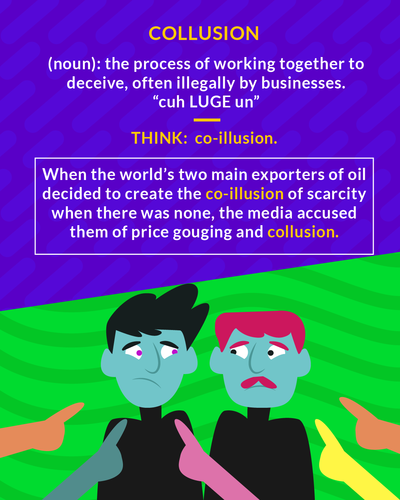 COLLUSION
(noun): the process of working together to
deceive, often illegally by businesses.
“cuh LUGE un”
THINK: co-illusion.
When the world’s two main exporters of oil
decided to create the co-illusion of scarcity
when there was none, the media accused
them of price gouging and collusion.